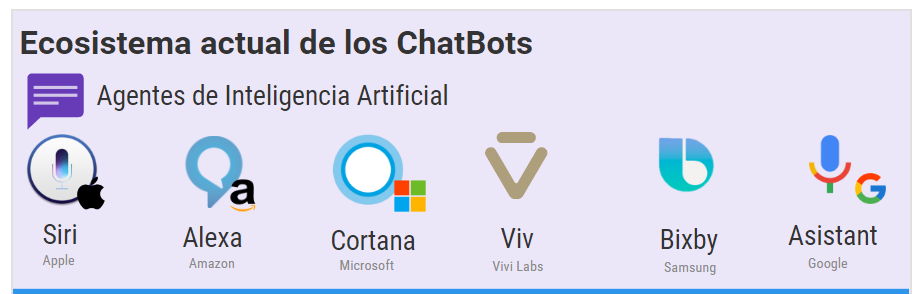 Ecosistema actual de los ChatBots
Agentes de Inteligencia Artificial
Siri
Apple
Alexa
Amazon
Cortana
Microsoft
Viv
Vivi Labs
Bixby
Samsung
Asistant
Google